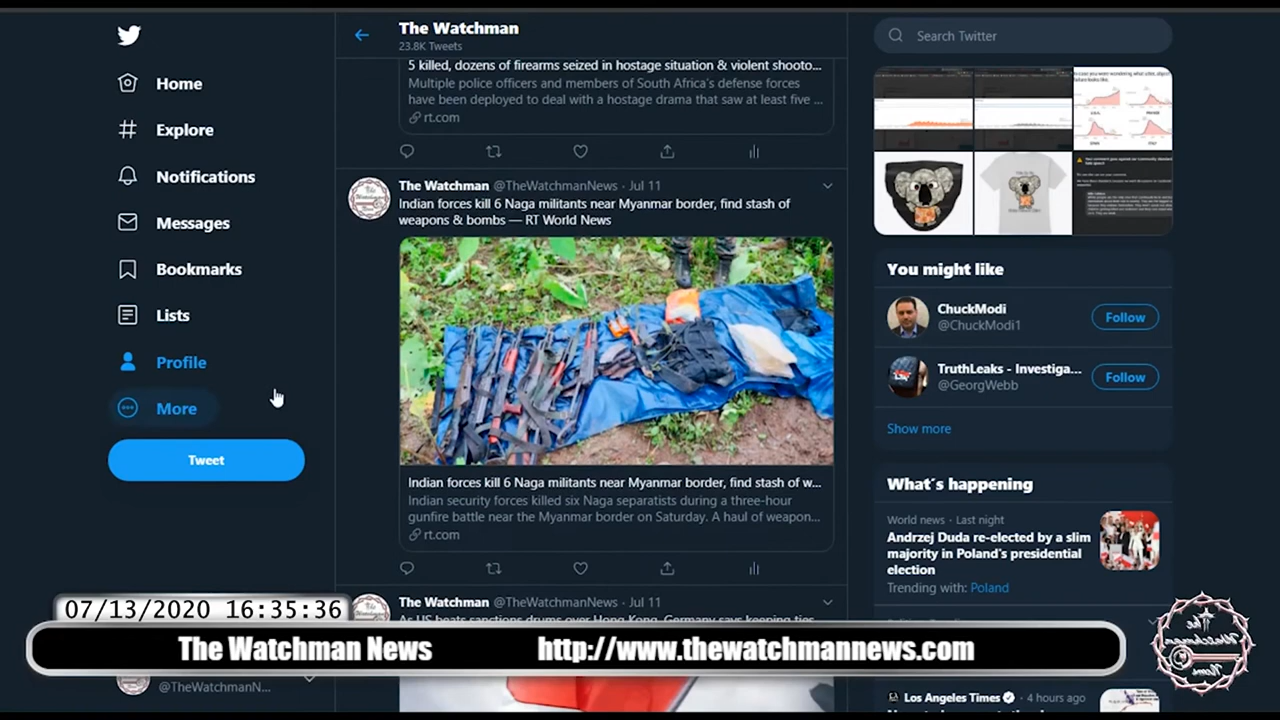 Home
Explore
Notifications
Messages
Bookmarks
Lists
Profile
More
Tweet
The Watchman
23.8K Tweets
5 killed, dozens of firearms seized in hostage situation & violent shooto...
Multiple police officers and members of South Africa's defense forces
have been deployed to deal with a hostage drama that saw at least five ...
rt.com
The Watchman @TheWatchmanNews · Jul 11
Indian forces kill 6 Naga militants near Myanmar border, find stash of
weapons & bombs — RT World News
Indian forces kill 6 Naga militants near Myanmar border, find stash of w...
Indian security forces killed six Naga separatists during a three-hour
gunfire battle near the Myanmar border on Saturday. A haul of weapon...
rt.com
The Watchman @TheWatchmanNews · Jul 11
As US beats sanctions drums over Hong Kong, Germany says keeping ties
Search Twitter
You might like
ChuckModi
@ChuckModi1
Follow
TruthLeaks - Investiga...
@GeorgWebb
Follow
Show more
What's happening
World news · Last night
Andrzej Duda re-elected by a slim
majority in Poland's presidential
election
Trending with: Poland
Los Angeles Times · 4 hours ago
07/13/2020 16:35:36
The Watchman News http://www.thewatchmannews.com
@TheWatchmanN...
The
Watchman
News